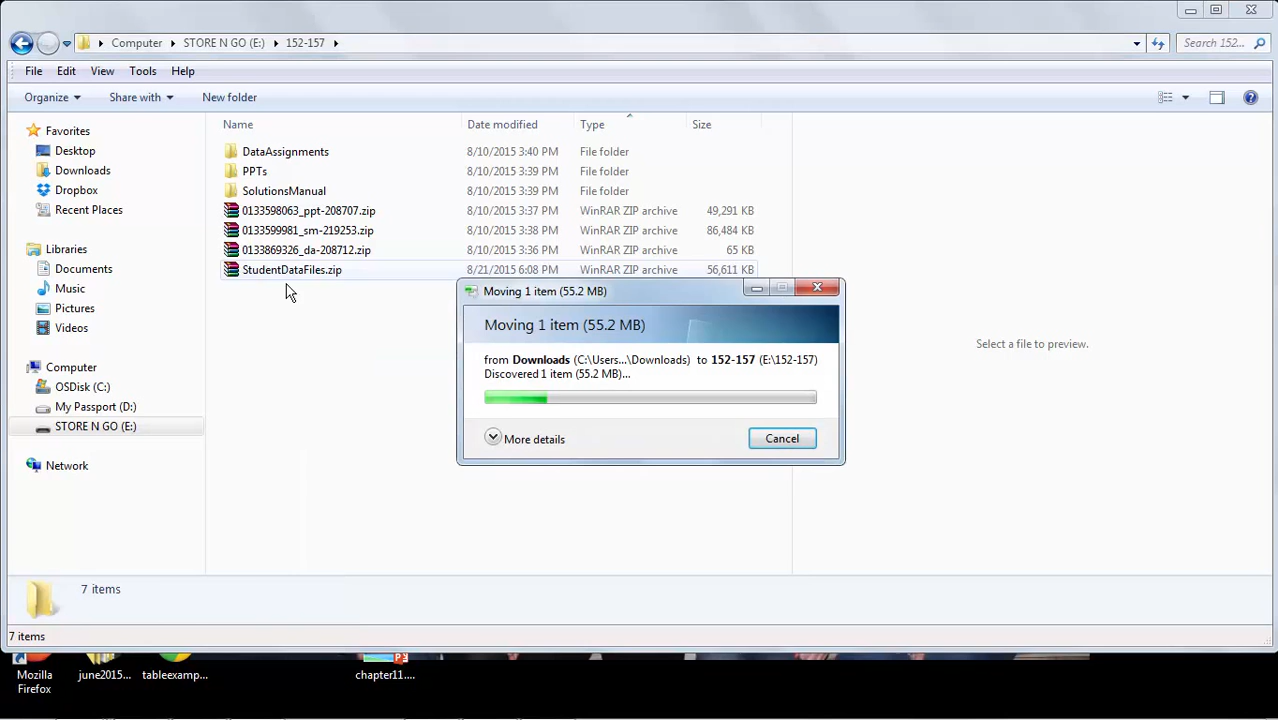 Computer STORE N GO (E:) 152-157 Search 152...
File Edit View Tools Help
Organize Share with New folder
Name Date modified Type Size
Favorites
Desktop
Downloads
Dropbox
Recent Places
Libraries
Documents
Music
Pictures
Videos
Computer
OSDisk (C:)
My Passport (D:)
STORE N GO (E:)
Network
DataAssignments 8/10/2015 3:40 PM File folder
PPTs 8/10/2015 3:39 PM File folder
SolutionsManual 8/10/2015 3:39 PM File folder
0133598063_ppt-208707.zip 8/10/2015 3:37 PM WinRAR ZIP archive 49,291 KB
0133599981_sm-219253.zip 8/10/2015 3:38 PM WinRAR ZIP archive 86,484 KB
0133869326_da-208712.zip 8/10/2015 3:36 PM WinRAR ZIP archive 65 KB
StudentDataFiles.zip 8/21/2015 6:08 PM WinRAR ZIP archive 56,611 KB
Moving 1 item (55.2 MB)
Moving 1 item (55.2 MB)
from Downloads (C:\Users...\Downloads) to 152-157 (E:\152-157)
Discovered 1 item (55.2 MB)...
More details Cancel
Select a file to preview.
7 items
7 items
Mozilla
Firefox
june2015...
tableexamp...
chapter11....